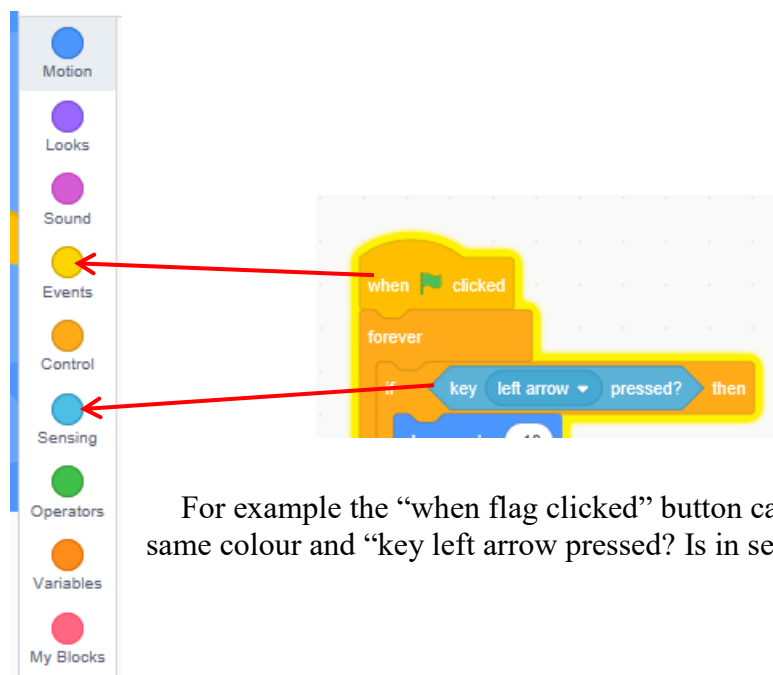 Motion
Looks
Sound
Events
Control
Sensing
Operators
Variables
My Blocks
when clicked
forever
if key left arrow pressed? then
For example the “when flag clicked” button ca
same colour and “key left arrow pressed? Is in se